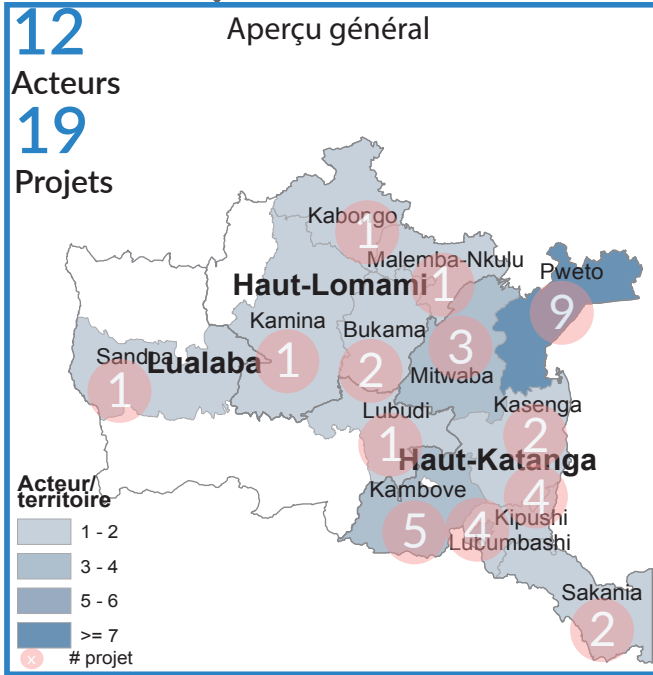 Aperçu général
12
Acteurs
19
Projets
Kabongo
1
Malemba-Nkulu
1
Pweto
9
Haut-Lomami
Kamina
1
Bukama
2
3
Mitwaba
Sandoa
1
Lualaba
Kasenga
2
Lubudi
1
Haut-Katanga
Kambove
5
4
Kipushi
4
Lubumbashi
Sakania
2
Acteur/
territoire
1 - 2
3 - 4
5 - 6
>= 7
x # projet